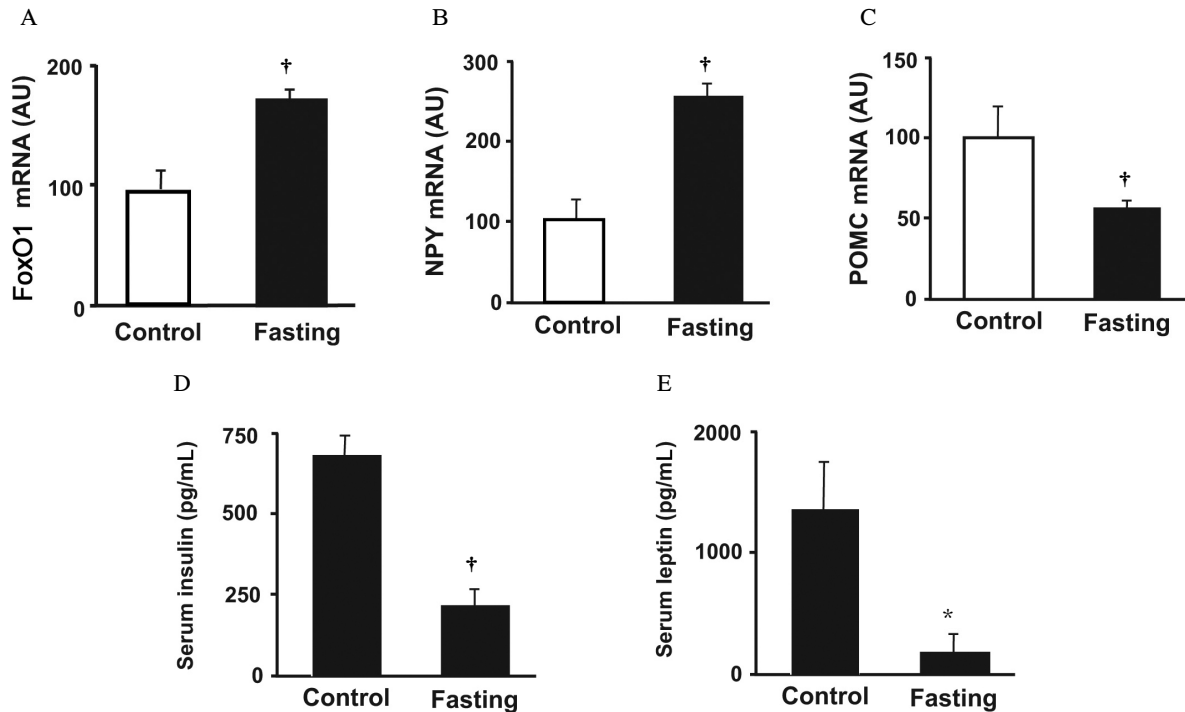 A
FoxO1 mRNA (AU)
200
100
0
†
Control
Fasting
B
NPY mRNA (AU)
300
200
100
0
†
Control
Fasting
C
POMC mRNA (AU)
150
100
50
0
†
Control
Fasting
D
Serum insulin (pg/mL)
750
500
250
0
†
Control
Fasting
E
Serum leptin (pg/mL)
2000
1000
0
*
Control
Fasting